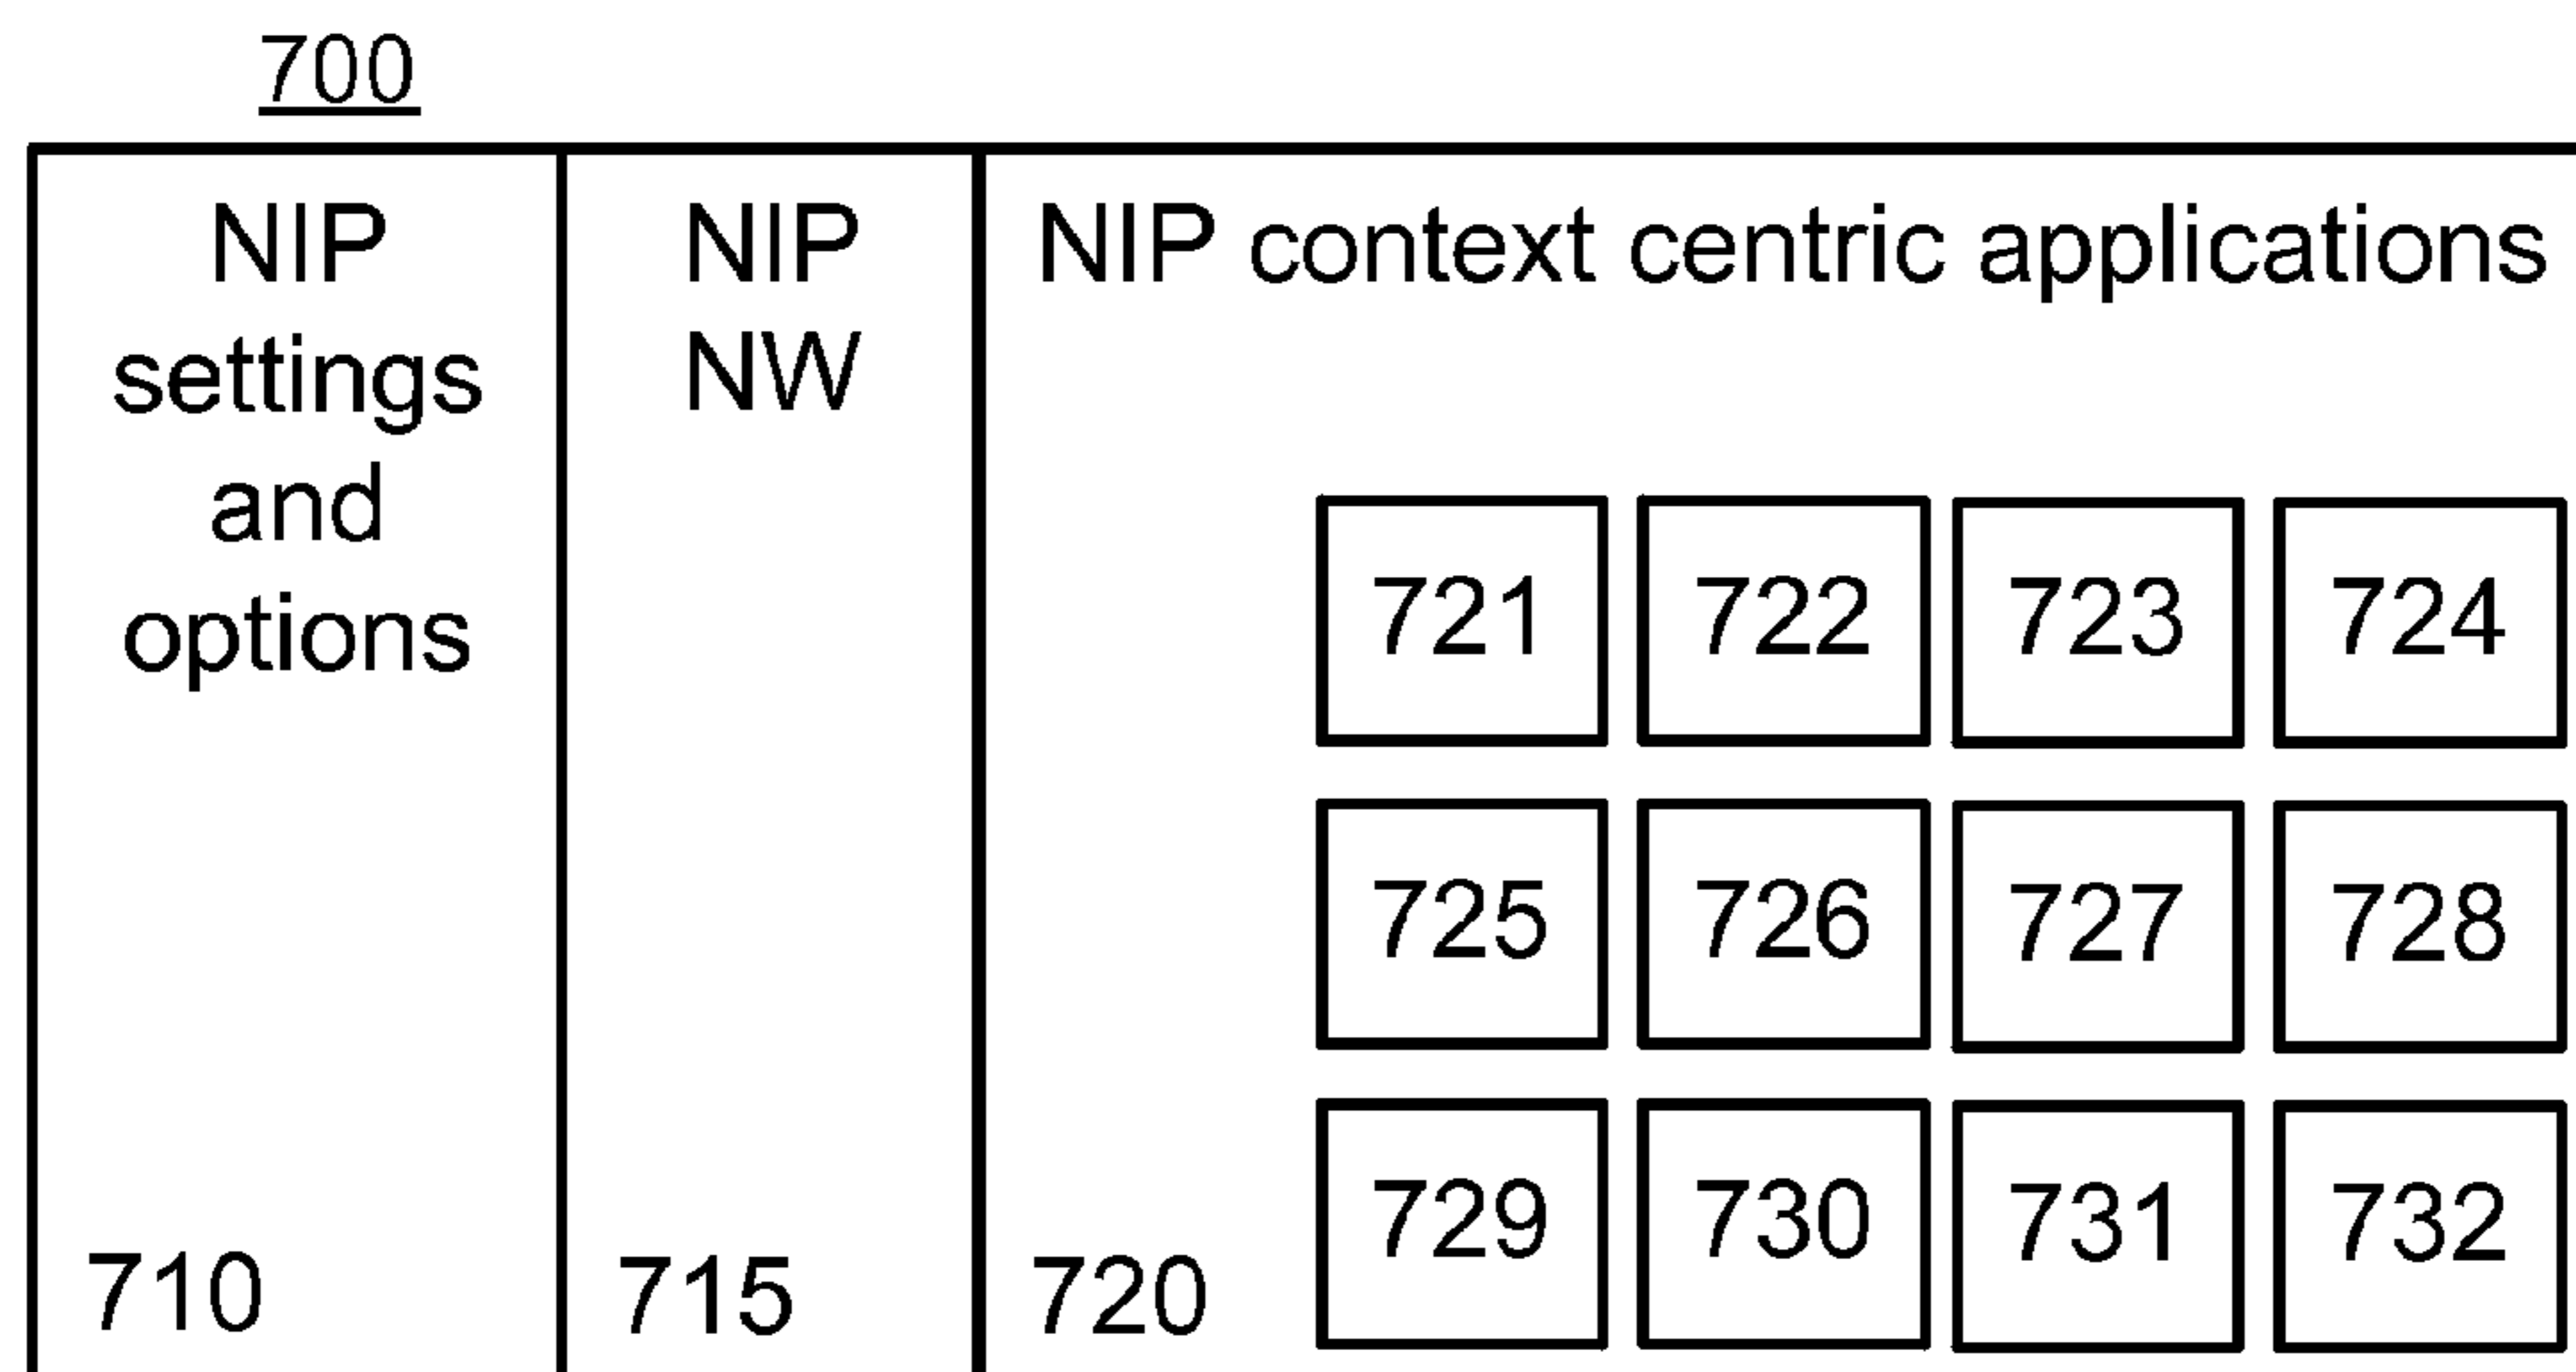 700
NIP
settings
and
options
710
NIP
NW
715
NIP context centric applications
721 722 723 724
725 726 727 728
729 730 731 732
720